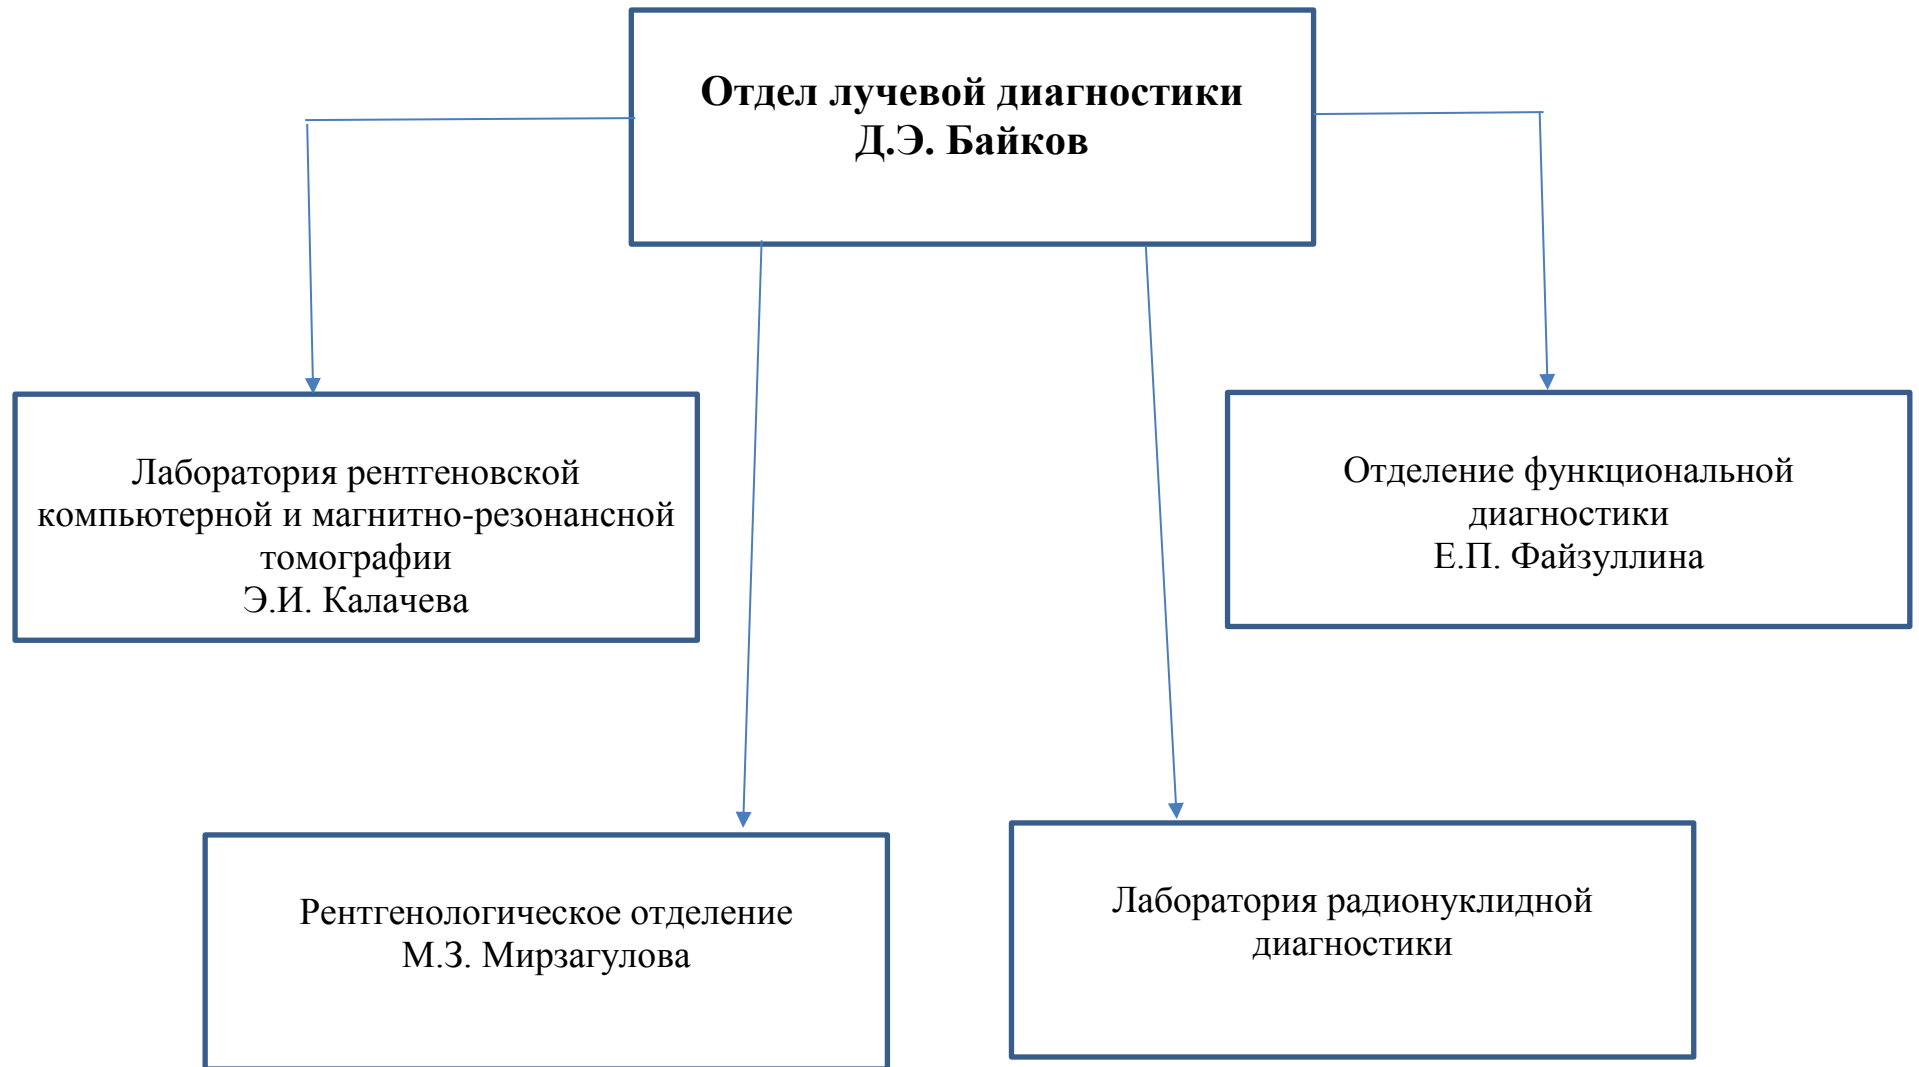 Отдел лучевой диагностики
Д.Э. Байков
Лаборатория рентгеновской
компьютерной и магнитно-резонансной
томографии
Э.И. Калачева
Отделение функциональной
диагностики
Е.П. Файзуллина
Рентгенологическое отделение
М.З. Мирзагулова
Лаборатория радионуклидной
диагностики